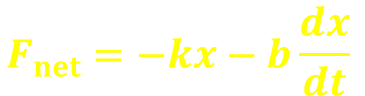 F_net = −kx − b dx/dt